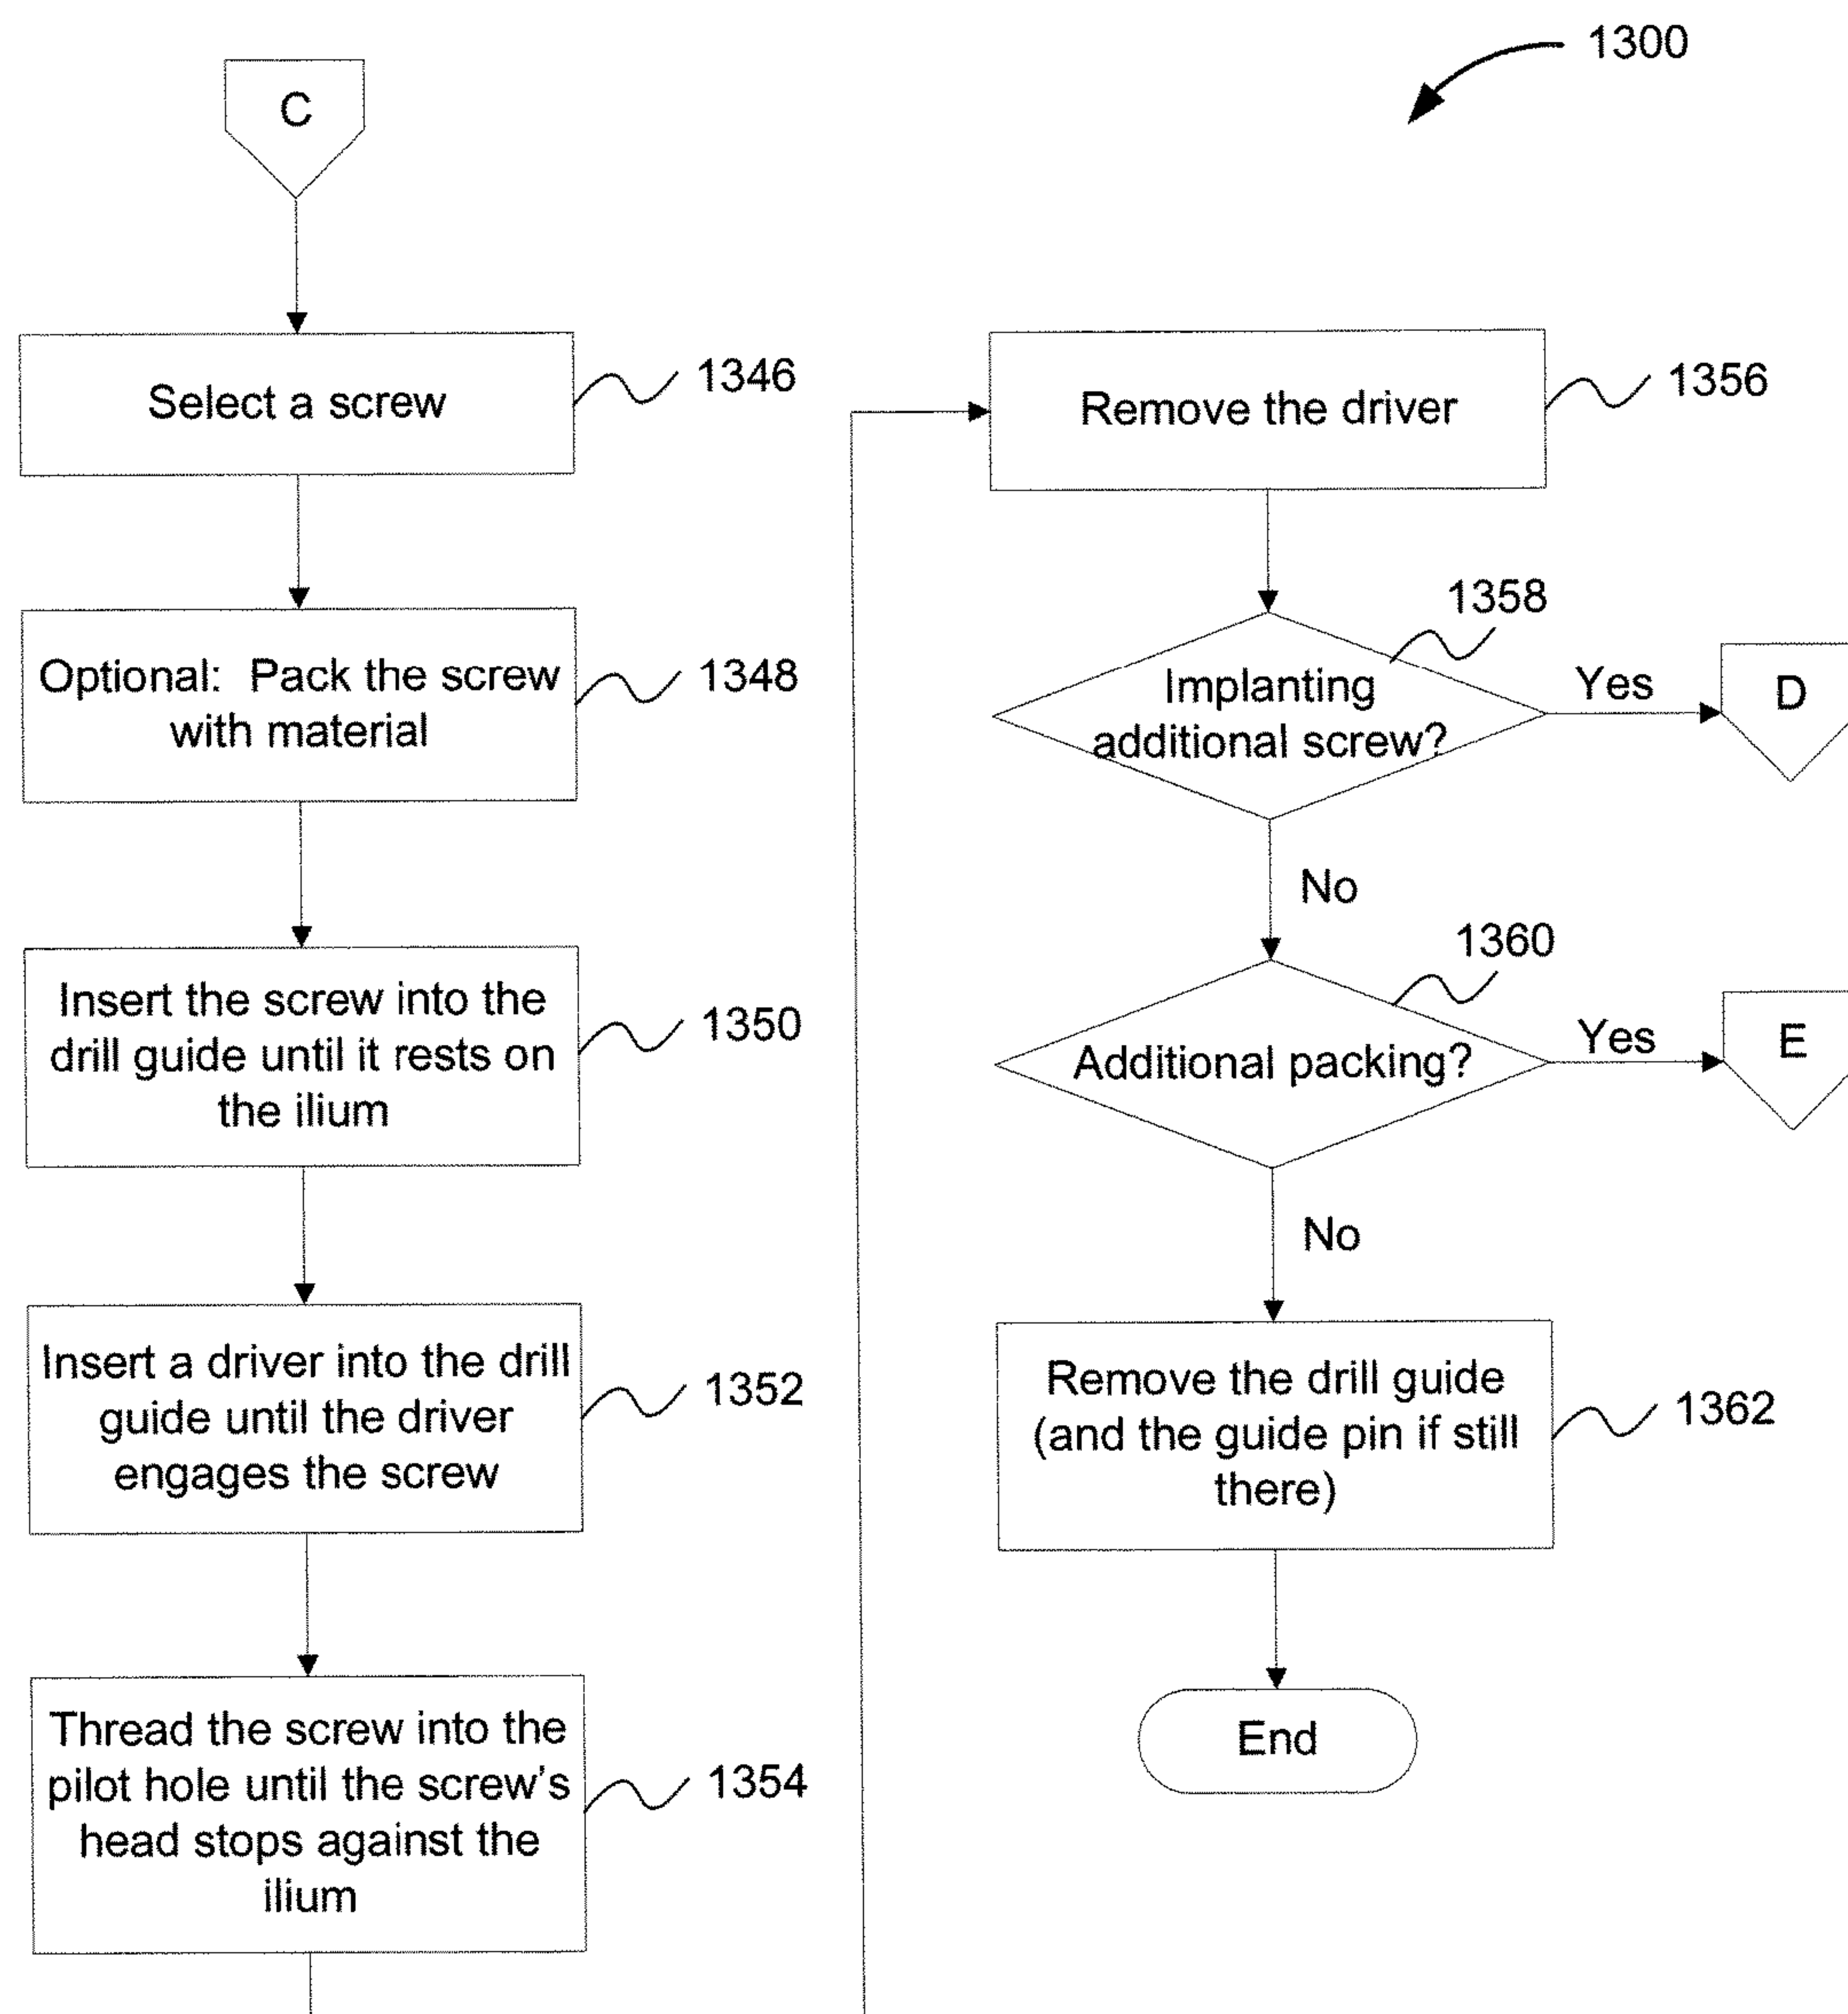 1300
C
Select a screw
1346
Optional: Pack the screw
with material
1348
Insert the screw into the
drill guide until it rests on
the ilium
1350
Insert a driver into the drill
guide until the driver
engages the screw
1352
Thread the screw into the
pilot hole until the screw's
head stops against the
ilium
1354
Remove the driver
1356
1358
Implanting
additional screw?
Yes
D
No
1360
Additional packing?
Yes
E
No
Remove the drill guide
(and the guide pin if still
there)
1362
End